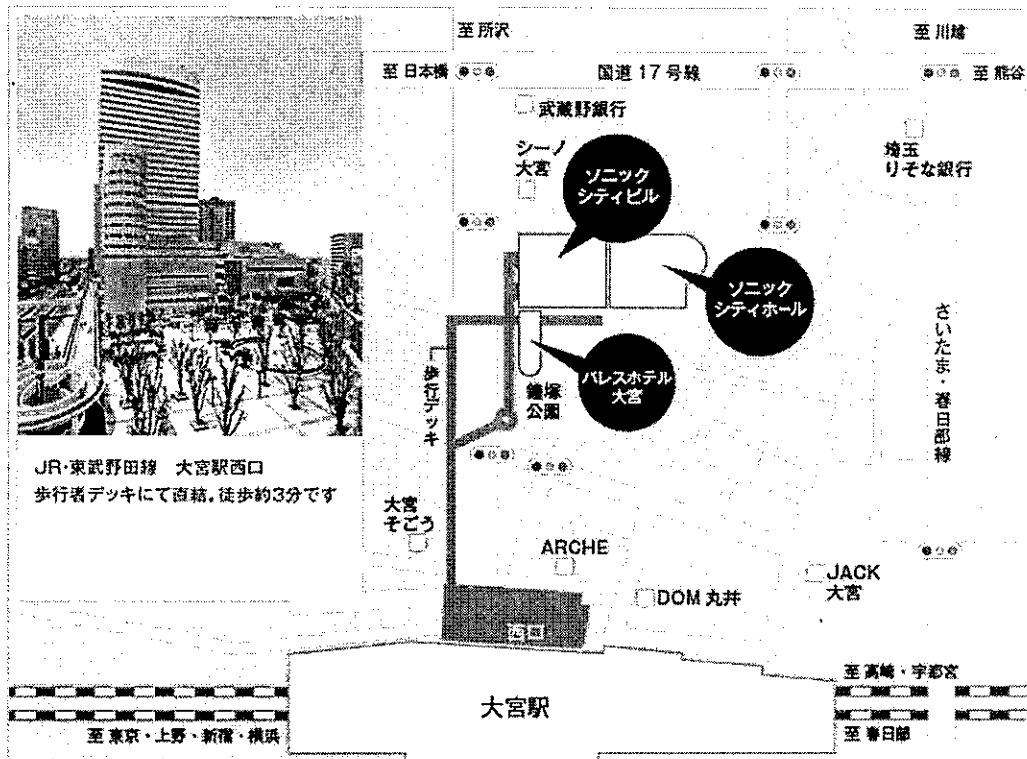 至 所沢
至 川越
至 日本橋
国道 17 号線
至 熊谷
武蔵野銀行
シーノ
大宮
ソニック
シティビル
埼玉
りそな銀行
ソニック
シティホール
さいたま・春日部線
パレスホテル
大宮
歩行デッキ
鐘塚
公園
JR・東武野田線 大宮駅西口
歩行者デッキにて直結。徒歩約3分です
大宮
そごう
ARCHE
JACK
大宮
DOM 丸井
西口
大宮駅
至 高崎・宇都宮
至 東京・上野・新宿・横浜
至 春日部